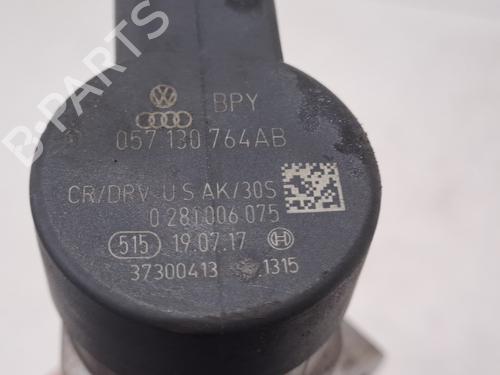 B-PARTS
BPY
057 130 764AB
CR/DRV-U S AK/30S
0 281 006 075
515 19.07.17
37300413 .1315